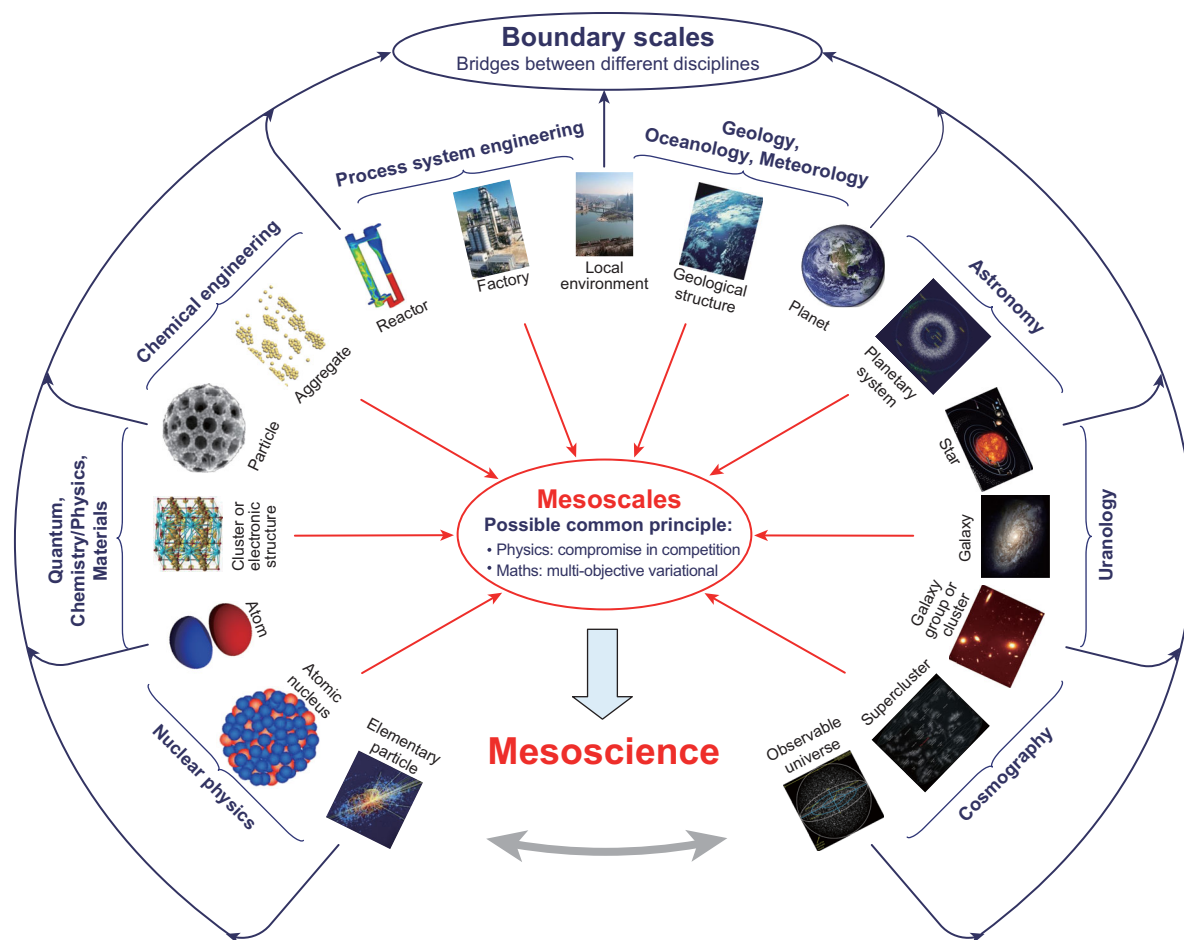 Boundary scales
Bridges between different disciplines
Process system engineering
Geology,
Oceanology, Meteorology
Chemical engineering
Astronomy
Quantum,
Chemistry/Physics,
Materials
Uranology
Nuclear physics
Cosmography
Elementary
particle
Atomic
nucleus
Atom
Cluster or
electronic
structure
Particle
Aggregate
Reactor
Factory
Local
environment
Geological
structure
Planet
Planetary
system
Star
Galaxy
Galaxy
group or
cluster
Supercluster
Observable
universe
Mesoscales
Possible common principle:
• Physics: compromise in competition
• Maths: multi-objective variational
Mesoscience